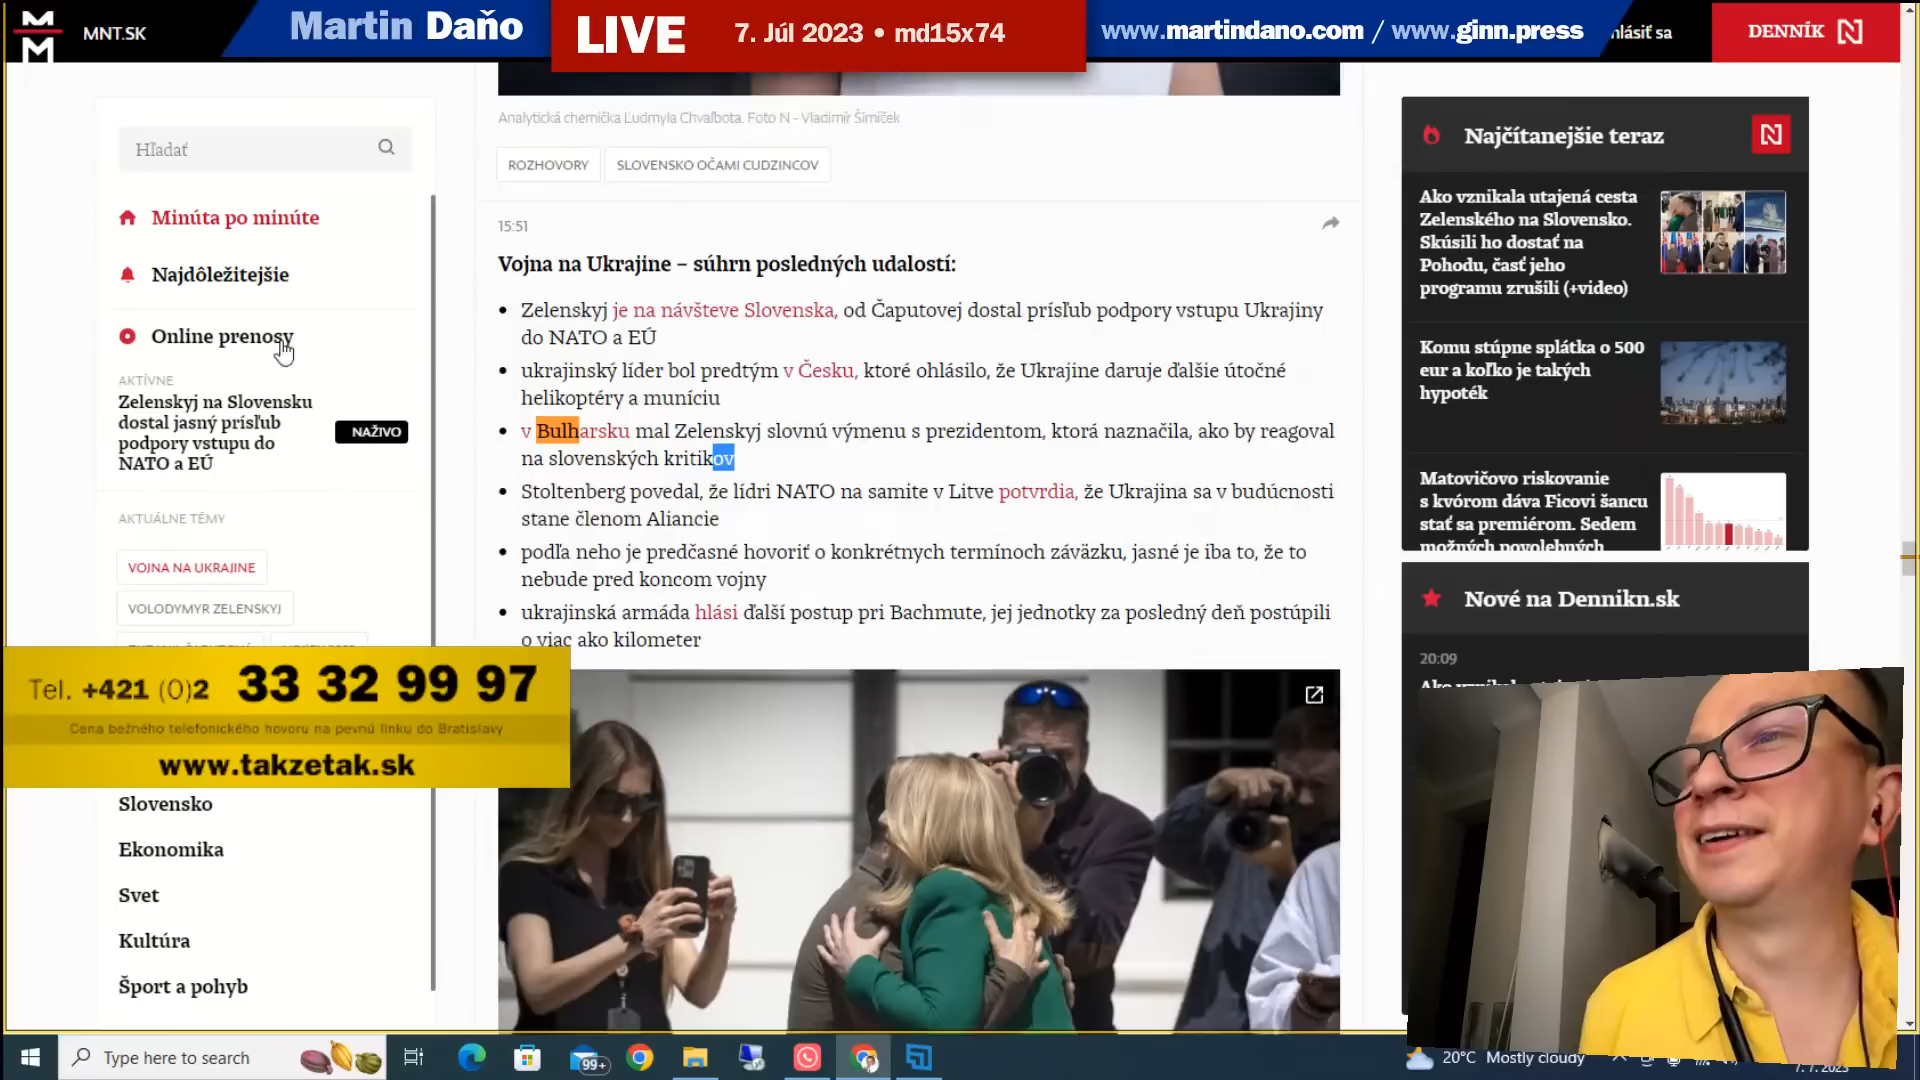 MNT.SK
Martin Daňo
LIVE
7. Júl 2023 • md15x74
www.martindano.com / www.ginn.press
hlásiť sa
DENNÍK N
Hľadať
Minúta po minúte
Najdôležitejšie
Online prenosy
AKTÍVNE
Zelenskyj na Slovensku
dostal jasný prísľub
podpory vstupu do
NATO a EÚ
NAŽIVO
AKTUÁLNE TÉMY
VOJNA NA UKRAJINE
VOLODYMYR ZELENSKYJ
Tel. +421 (0)2 33 32 99 97
Cena bežného telefonického hovoru na pevnú linku do Bratislavy
www.takzetak.sk
Slovensko
Ekonomika
Svet
Kultúra
Šport a pohyb
Analytická chemička Ľudmyla Chvaľbota. Foto N - Vladimír Šimíček
ROZHOVORY
SLOVENSKO OČAMI CUDZINCOV
15:51
Vojna na Ukrajine – súhrn posledných udalostí:
• Zelenskyj je na návšteve Slovenska, od Čaputovej dostal prísľub podpory vstupu Ukrajiny
do NATO a EÚ
• ukrajinský líder bol predtým v Česku, ktoré ohlásilo, že Ukrajine daruje ďalšie útočné
helikoptéry a muníciu
• v Bulharsku mal Zelenskyj slovnú výmenu s prezidentom, ktorá naznačila, ako by reagoval
na slovenských kritikov
• Stoltenberg povedal, že lídri NATO na samite v Litve potvrdia, že Ukrajina sa v budúcnosti
stane členom Aliancie
• podľa neho je predčasné hovoriť o konkrétnych termínoch záväzku, jasné je iba to, že to
nebude pred koncom vojny
• ukrajinská armáda hlási ďalší postup pri Bachmute, jej jednotky za posledný deň postúpili
o viac ako kilometer
Najčítanejšie teraz
Ako vznikala utajená cesta
Zelenského na Slovensko.
Skúsili ho dostať na
Pohodu, časť jeho
programu zrušili (+video)
Komu stúpne splátka o 500
eur a koľko je takých
hypoték
Matovičovo riskovanie
s kvórom dáva Ficovi šancu
stať sa premiérom. Sedem
možných povolebných
Nové na Dennikn.sk
20:09
Type here to search
99+
20°C Mostly cloudy
7. 7. 2023